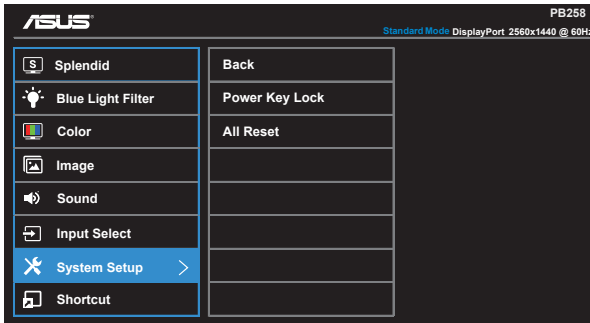 ASUS
PB258
Standard Mode DisplayPort 2560x1440 @ 60Hz
S Splendid
Blue Light Filter
Color
Image
Sound
Input Select
System Setup >
Shortcut
Back
Power Key Lock
All Reset